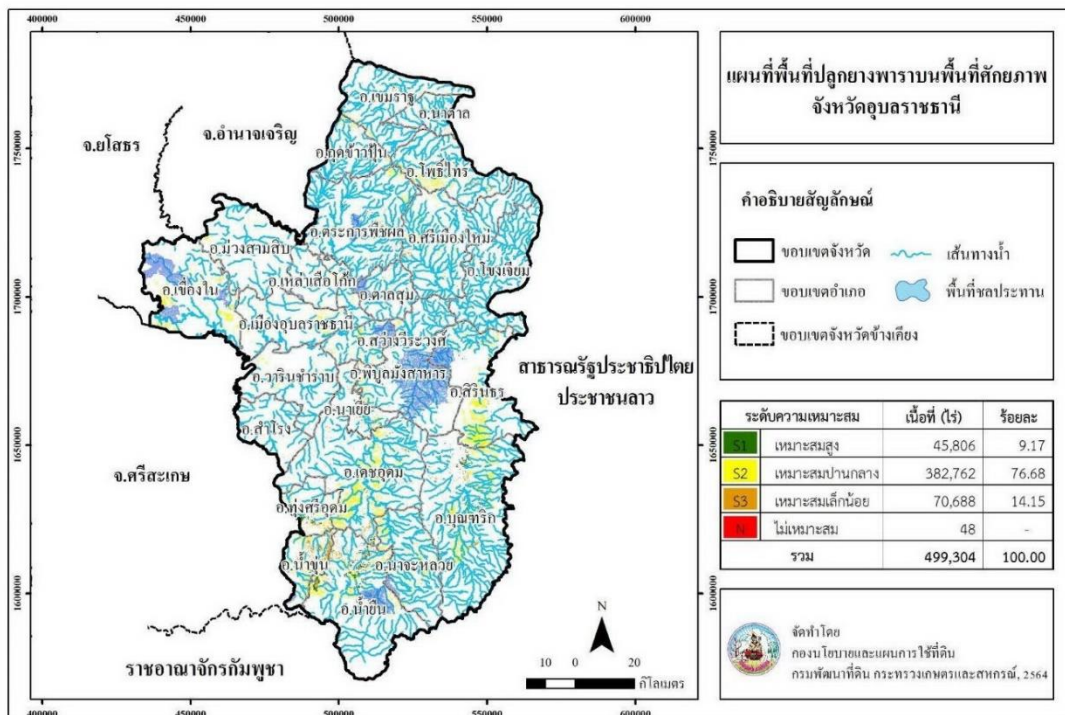 400000 450000 500000 550000 600000
แผนที่พื้นที่ปลูกยางพาราบนพื้นที่ศักยภาพ
จังหวัดอุบลราชธานี
คำอธิบายสัญลักษณ์
ขอบเขตจังหวัด เส้นทางน้ำ
ขอบเขตอำเภอ พื้นที่ชลประทาน
ขอบเขตจังหวัดข้างเคียง
ระดับความเหมาะสม เนื้อที่ (ไร่) ร้อยละ
S1 เหมาะสมสูง 45,806 9.17
S2 เหมาะสมปานกลาง 382,762 76.68
S3 เหมาะสมเล็กน้อย 70,688 14.15
N ไม่เหมาะสม 48 -
รวม 499,304 100.00
จัดทำโดย
กองนโยบายและแผนการใช้ที่ดิน
กรมพัฒนาที่ดิน กระทรวงเกษตรและสหกรณ์, 2564
อ.เขมราฐ
อ.นาตาล
จ.อำนาจเจริญ
จ.ยโสธร
1750000 1750000
อ.กุดข้าวปุ้น
อ.โพธิ์ไทร
อ.ตระการพืชผล
อ.ศรีเมืองใหม่
อ.ม่วงสามสิบ
อ.โขงเจียม
อ.เหล่าเสือโก้ก
อ.เขื่องใน
อ.ตาลสุม
1700000 1700000
อ.เมืองอุบลราชธานี
อ.สว่างวีระวงศ์
อ.พิบูลมังสาหาร
สาธารณรัฐประชาธิปไตย
ประชาชนลาว
อ.วารินชำราบ
อ.สิรินธร
อ.นาเยีย
อ.สำโรง
1650000 1650000
จ.ศรีสะเกษ
อ.เดชอุดม
อ.ทุ่งศรีอุดม
อ.บุณฑริก
อ.น้ำขุ่น
อ.นาจะหลวย
1600000 1600000
อ.น้ำยืน
ราชอาณาจักรกัมพูชา
N
10 0 10 20
กิโลเมตร
400000 450000 500000 550000 600000